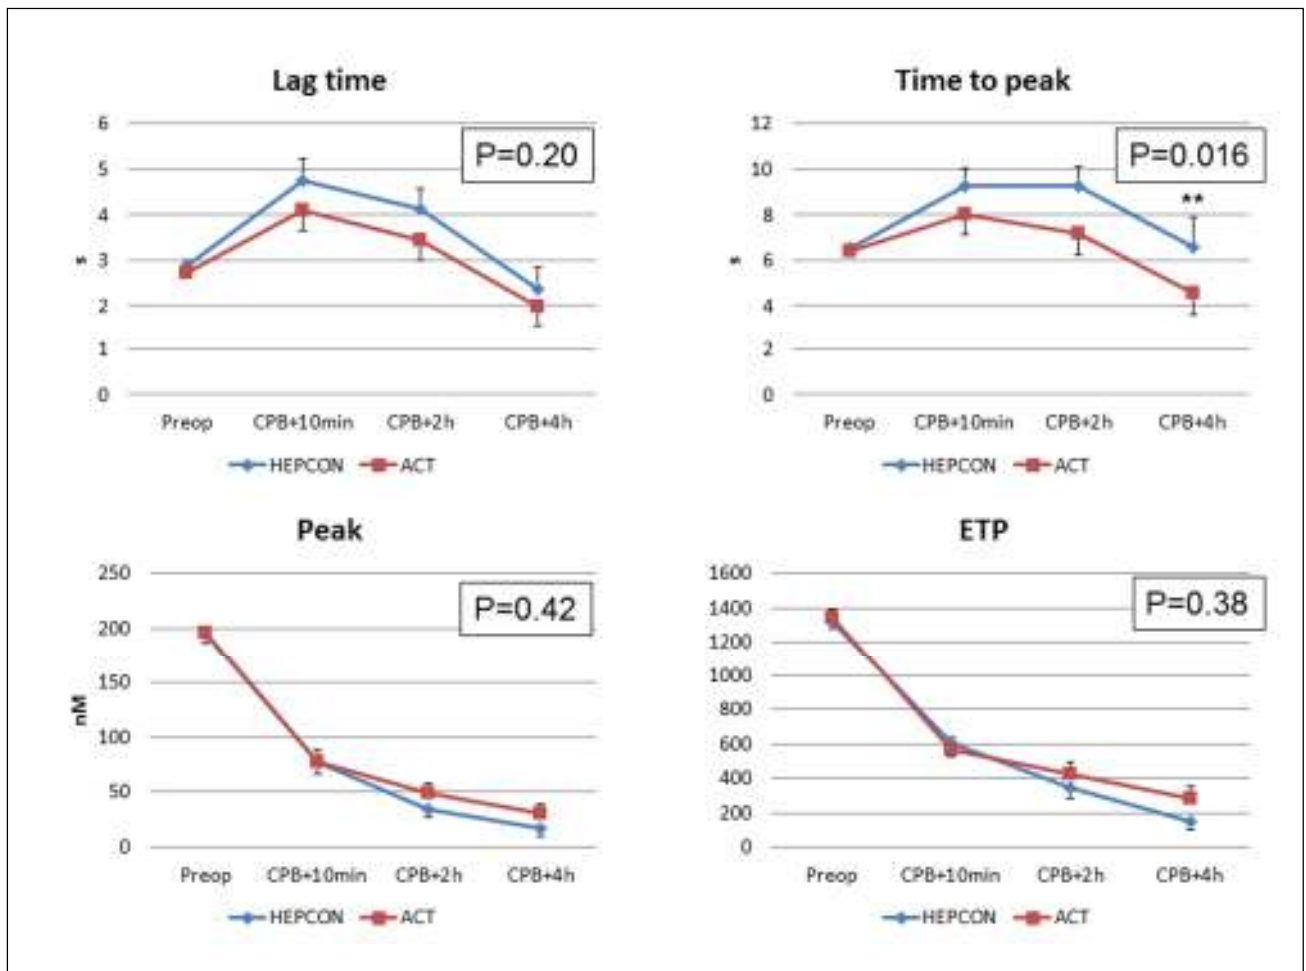 Lag time
P=0.20
6
5
4
3
2
1
0
s
Preop CPB+10min CPB+2h CPB+4h
HEPCON ACT
Time to peak
P=0.016
**
12
10
8
6
4
2
0
s
Preop CPB+10min CPB+2h CPB+4h
HEPCON ACT
Peak
P=0.42
250
200
150
100
50
0
nM
Preop CPB+10min CPB+2h CPB+4h
HEPCON ACT
ETP
P=0.38
1600
1400
1200
1000
800
600
400
200
0
Preop CPB+10min CPB+2h CPB+4h
HEPCON ACT